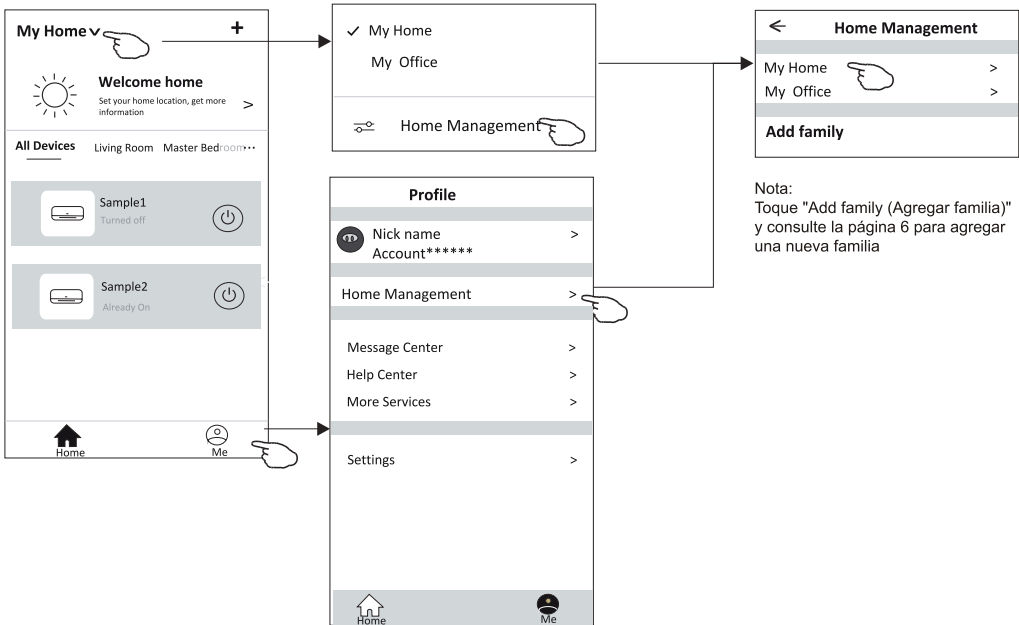 My Home
+
Welcome home
Set your home location, get more
information
>
All Devices Living Room Master Bedroom...
Sample1
Turned off
Sample2
Already On
Home
Me
✓ My Home
My Office
Home Management
Profile
Nick name >
Account******
Home Management >
Message Center >
Help Center >
More Services >
Settings >
Home
Me
← Home Management
My Home >
My Office >
Add family
Nota:
Toque "Add family (Agregar familia)"
y consulte la página 6 para agregar
una nueva familia